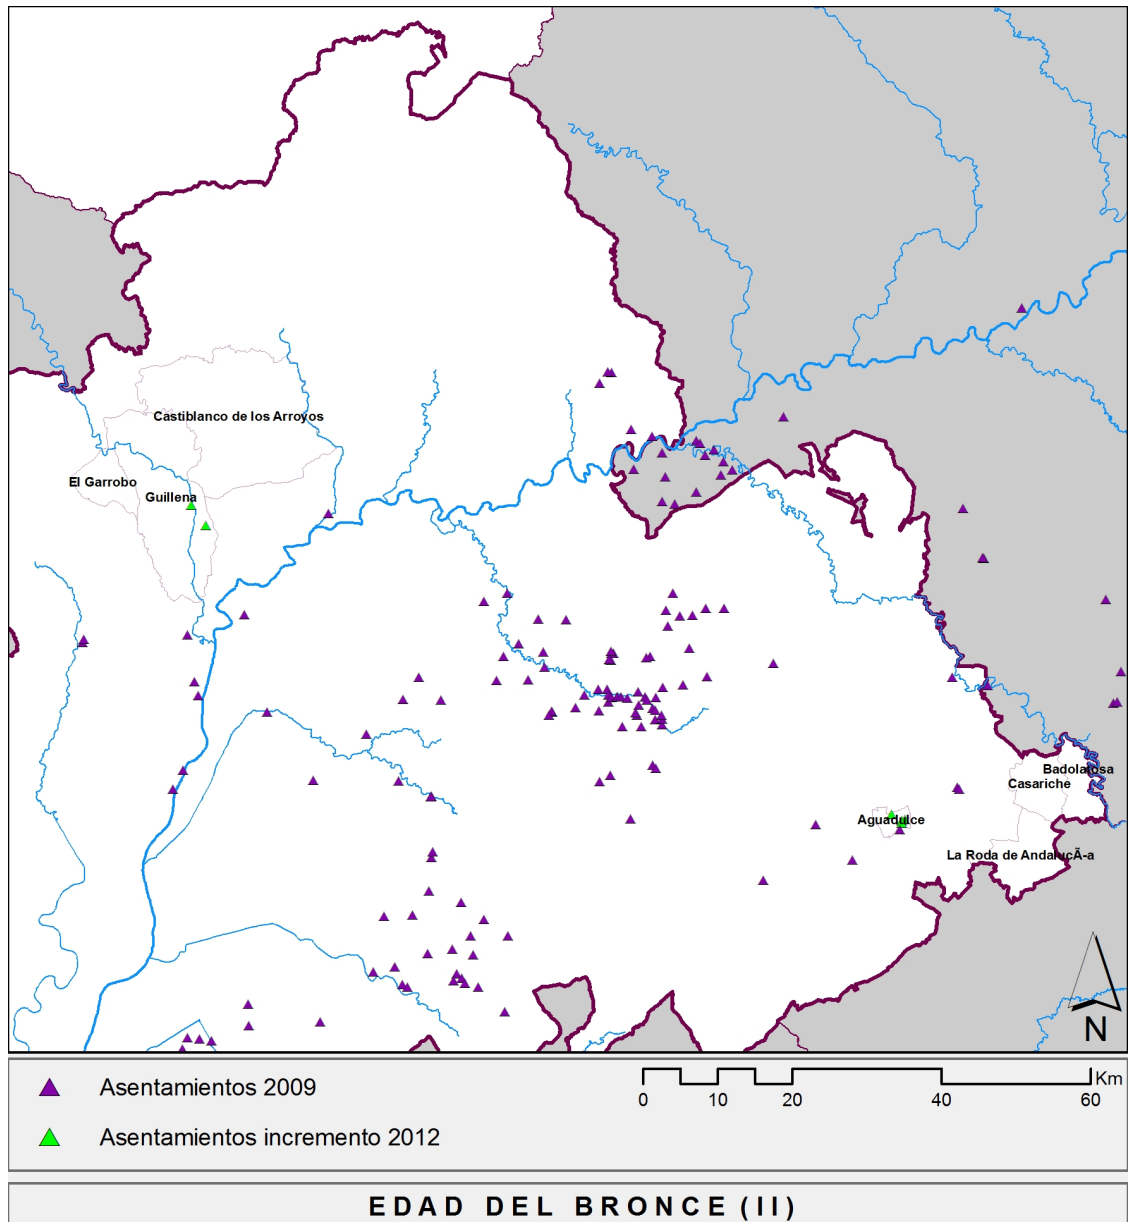 Castiblanco de los Arroyos
El Garrobo
Guillena
Badolatosa
Casariche
Aguadulce
La Roda de AndalucÃ-a
N
Asentamientos 2009
Asentamientos incremento 2012
Km
0 10 20 40 60
EDAD DEL BRONCE (II)